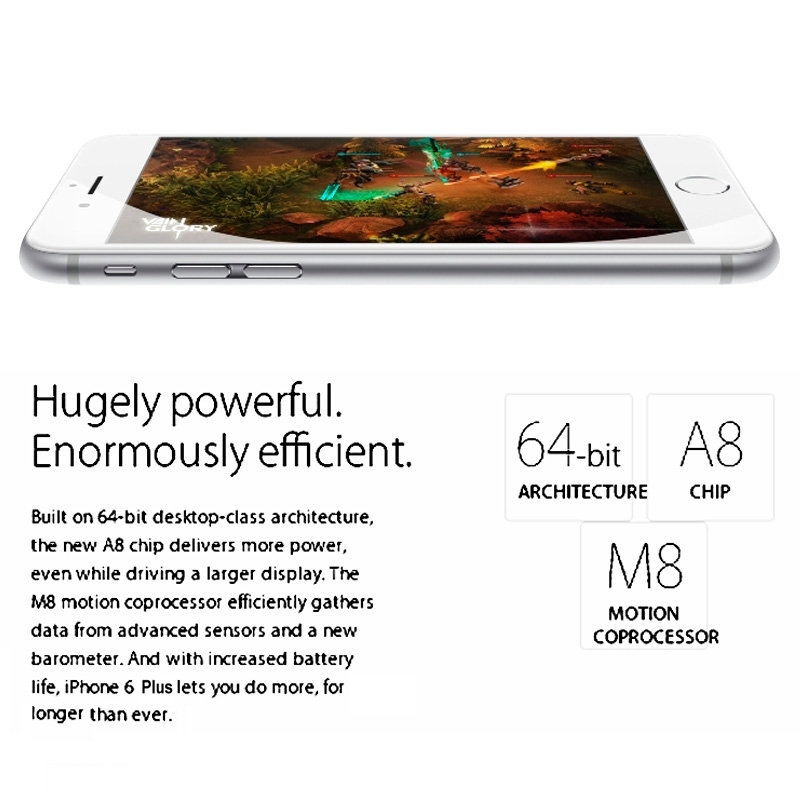 VAIN
GLORY
Hugely powerful.
Enormously efficient.
Built on 64-bit desktop-class architecture,
the new A8 chip delivers more power,
even while driving a larger display. The
M8 motion coprocessor efficiently gathers
data from advanced sensors and a new
barometer. And with increased battery
life, iPhone 6 Plus lets you do more, for
longer than ever.
64-bit
ARCHITECTURE
A8
CHIP
M8
MOTION
COPROCESSOR